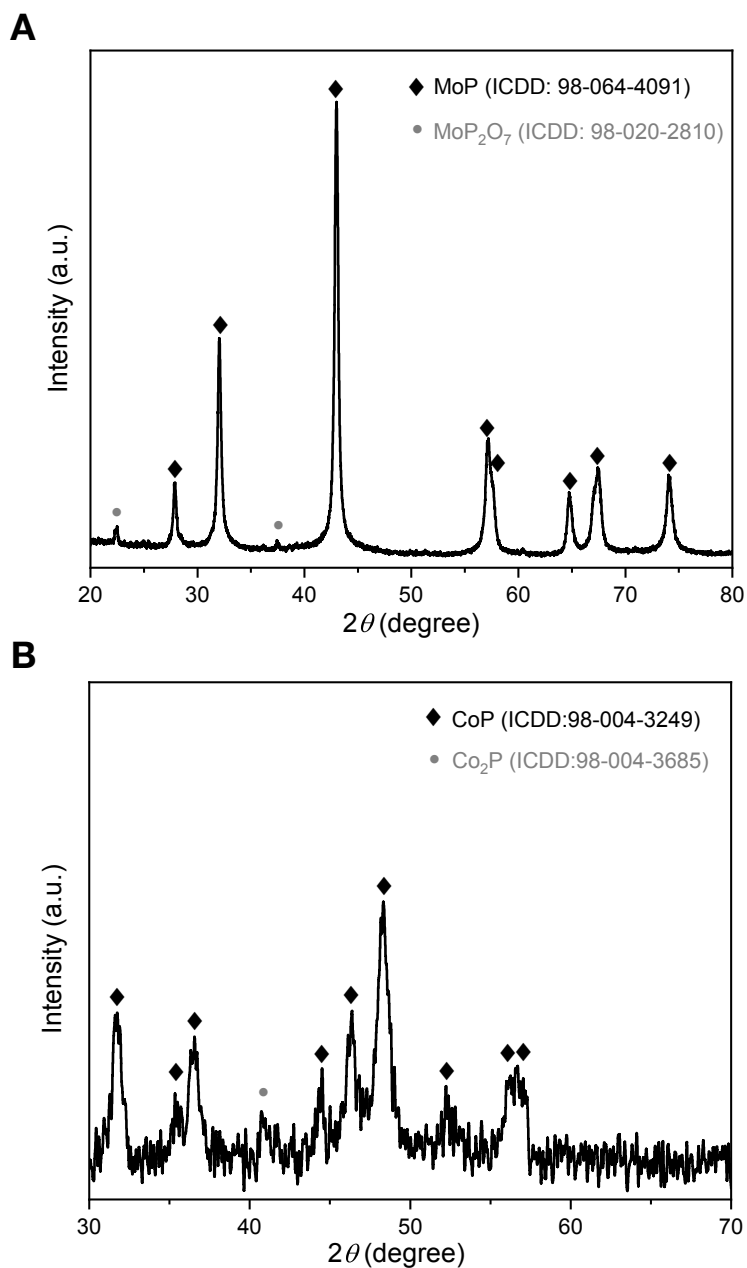 A
◆ MoP (ICDD: 98-064-4091)
● MoP₂O₇ (ICDD: 98-020-2810)
Intensity (a.u.)
20 30 40 50 60 70 80
2θ (degree)
B
◆ CoP (ICDD:98-004-3249)
● Co₂P (ICDD:98-004-3685)
Intensity (a.u.)
30 40 50 60 70
2θ (degree)